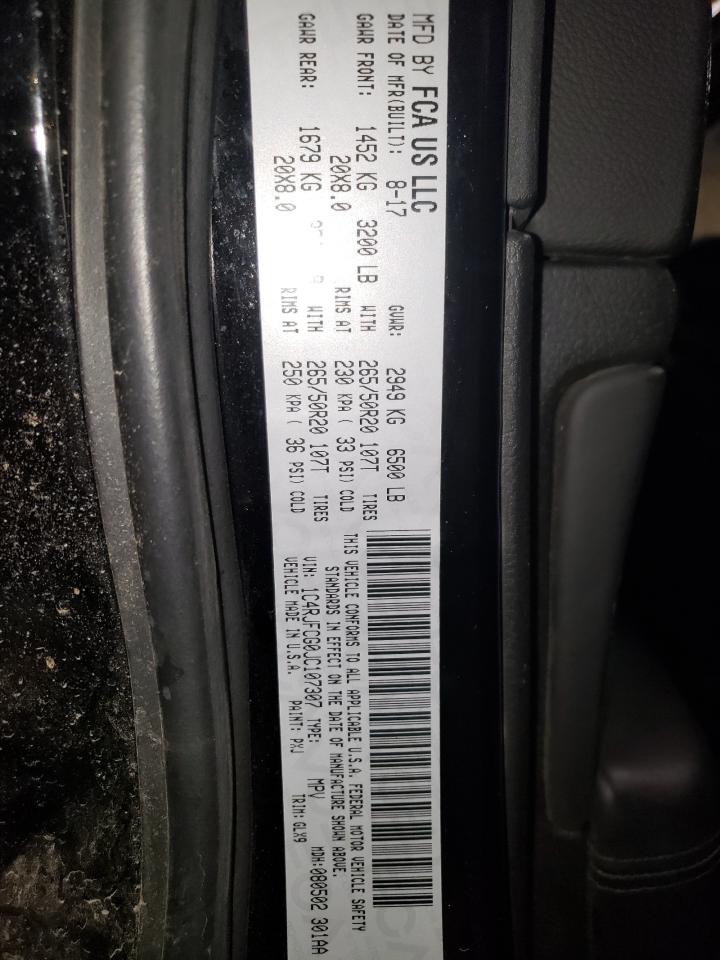 MFD BY FCA US LLC
DATE OF MFR(BUILT): 8-17 GVWR: 2949 KG 6500 LB
GAWR FRONT: 1452 KG 3200 LB WITH 265/50R20 107T TIRES
20X8.0 RIMS AT 230 KPA ( 33 PSI) COLD
GAWR REAR: 1679 KG WITH 265/50R20 107T TIRES
20X8.0 RIMS AT 250 KPA ( 36 PSI) COLD
THIS VEHICLE CONFORMS TO ALL APPLICABLE U.S.A. FEDERAL MOTOR VEHICLE SAFETY
STANDARDS IN EFFECT ON THE DATE OF MANUFACTURE SHOWN ABOVE.
VIN: 1C4RJFCG0JC107307 TYPE: MPV MDH:080502 301AA
VEHICLE MADE IN U.S.A. PAINT: PXJ TRIM:GLX9